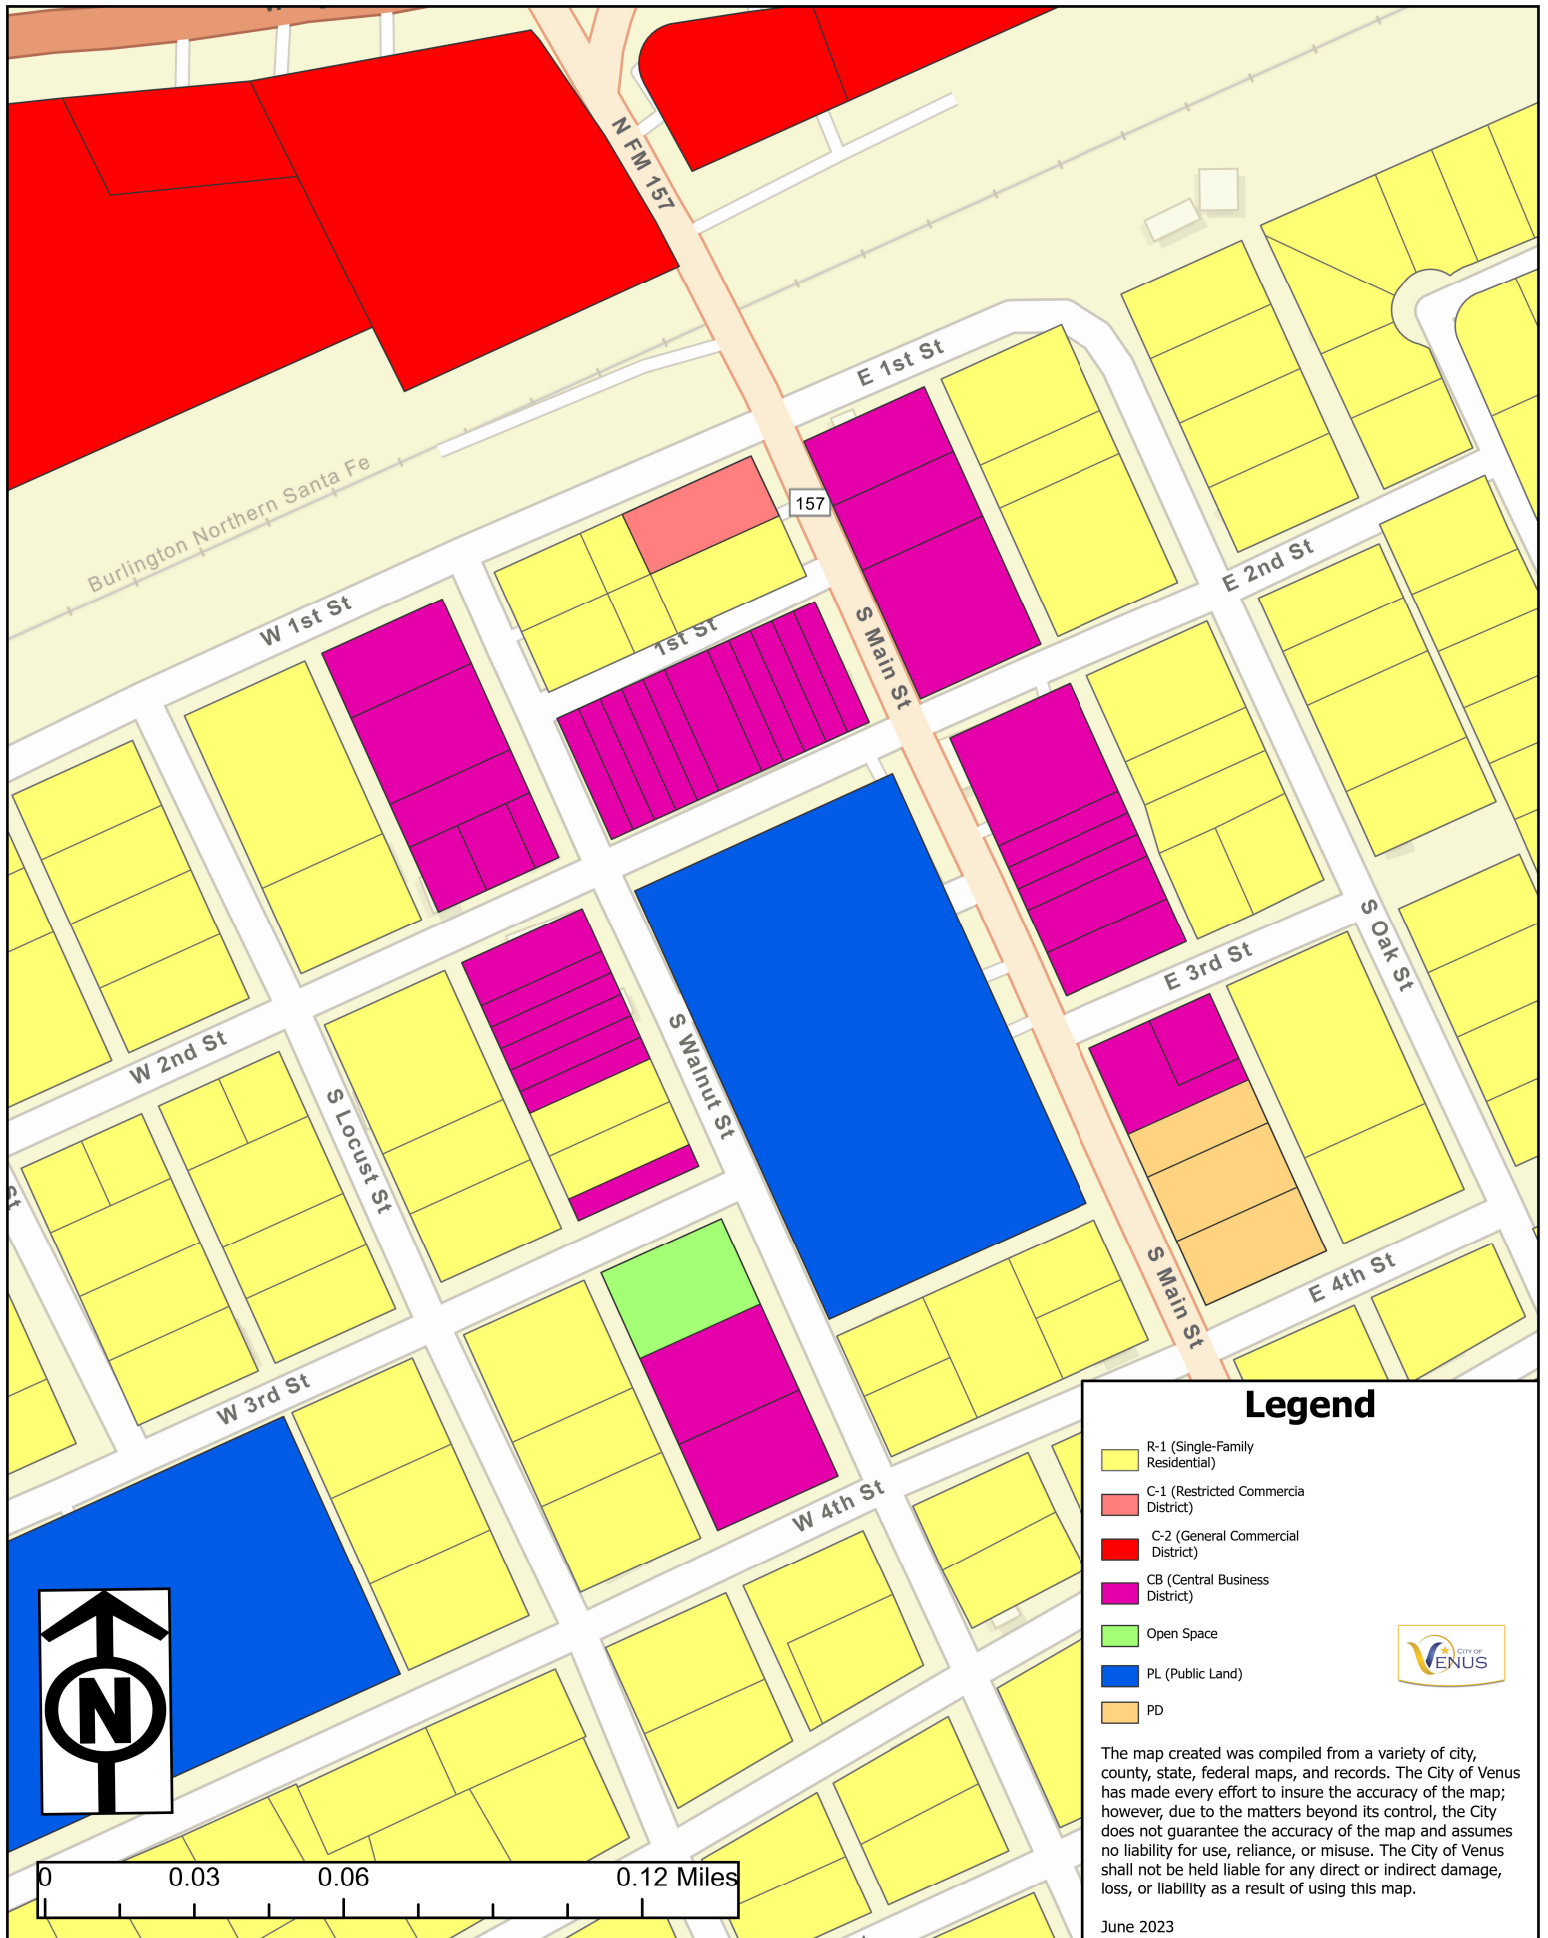 N FM 157
E 1st St
Burlington Northern Santa Fe
157
W 1st St
1st St
E 2nd St
S Main St
S Oak St
E 3rd St
W 2nd St
S Walnut St
S Locust St
St
S Main St
E 4th St
W 3rd St
W 4th St
N
0 0.03 0.06 0.12 Miles
Legend
R-1 (Single-Family
Residential)
C-1 (Restricted Commercia
District)
C-2 (General Commercial
District)
CB (Central Business
District)
Open Space
PL (Public Land)
PD
CITY OF
VENUS
The map created was compiled from a variety of city,
county, state, federal maps, and records. The City of Venus
has made every effort to insure the accuracy of the map;
however, due to the matters beyond its control, the City
does not guarantee the accuracy of the map and assumes
no liability for use, reliance, or misuse. The City of Venus
shall not be held liable for any direct or indirect damage,
loss, or liability as a result of using this map.
June 2023